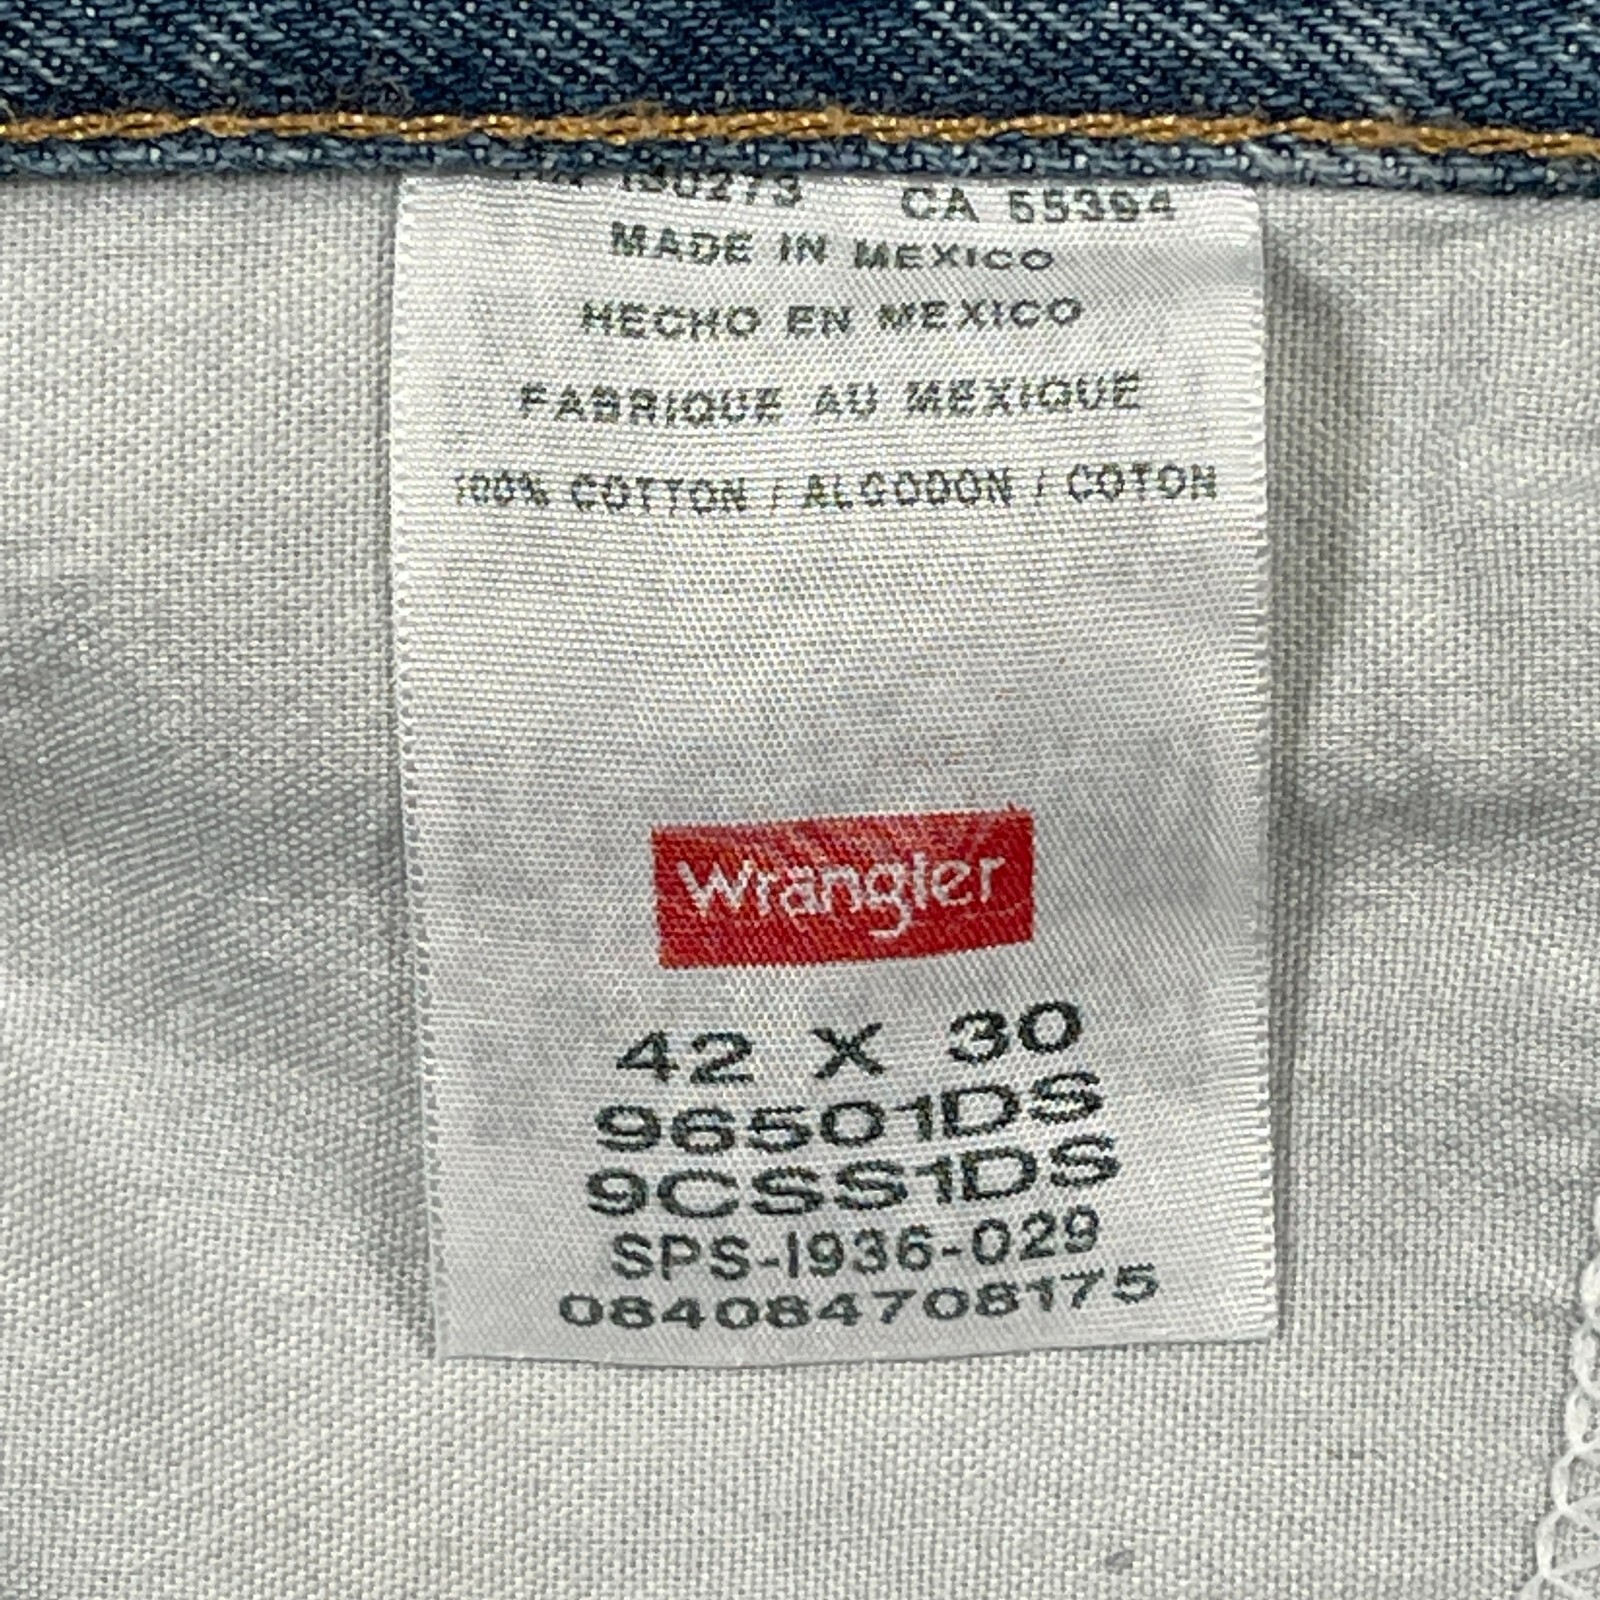 130273 CA 55394
MADE IN MEXICO
HECHO EN MEXICO
FABRIQUE AU MEXIQUE
100% COTTON / ALGODON / COTON
Wrangler
42 X 30
96501DS
9CSS1DS
SPS-I936-029
084084708175